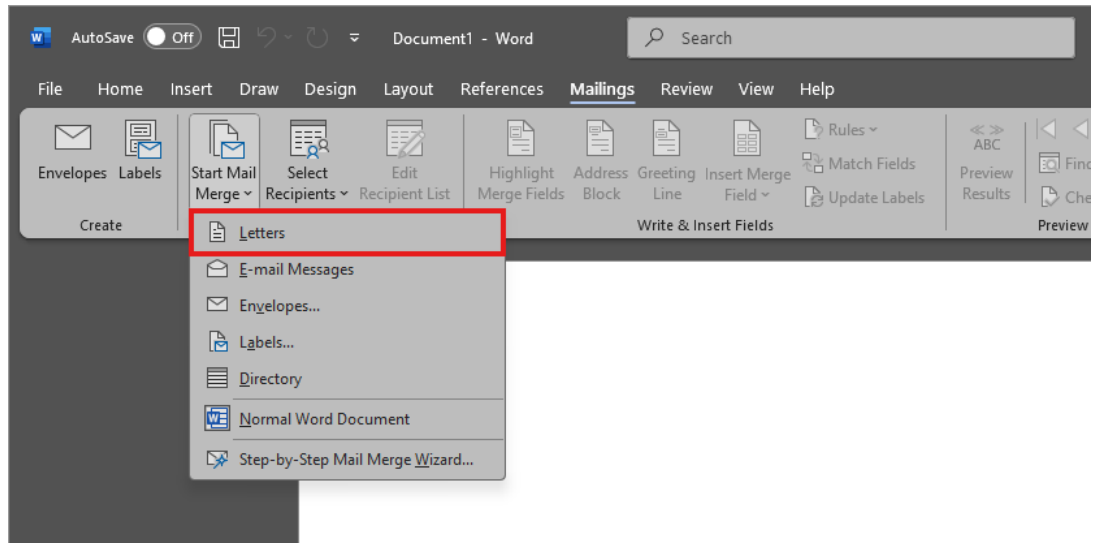 W AutoSave Off Document1 - Word Search
File Home Insert Draw Design Layout References Mailings Review View Help
Envelopes Labels
Start Mail
Merge
Select
Recipients
Edit
Recipient List
Highlight
Merge Fields
Address
Block
Greeting
Line
Insert Merge
Field
Rules
Match Fields
Update Labels
ABC
Preview
Results
Find
Che
Create
Write & Insert Fields
Preview
Letters
E-mail Messages
Envelopes...
Labels...
Directory
W Normal Word Document
Step-by-Step Mail Merge Wizard...